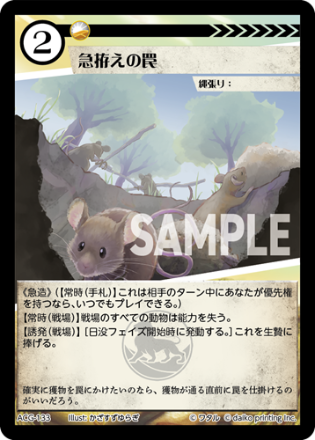 2
急拵えの罠
縄張り：
SAMPLE
《急造》（【常時（手札）】これは相手のターン中にあなたが優先
権を持つなら、いつでもプレイできる。）
【常時（戦場）】戦場のすべての動物は能力を失う。
【誘発（戦場）】［日没フェイズ開始時に発動する。］これを生贄に
捧げる。
確実に獲物を罠にかけたいのなら、獲物が通る直前に罠を仕掛けるの
がいいだろう。
ACG-133 Illust: かざすずゆらぎ © ワタル © daiko printing inc.